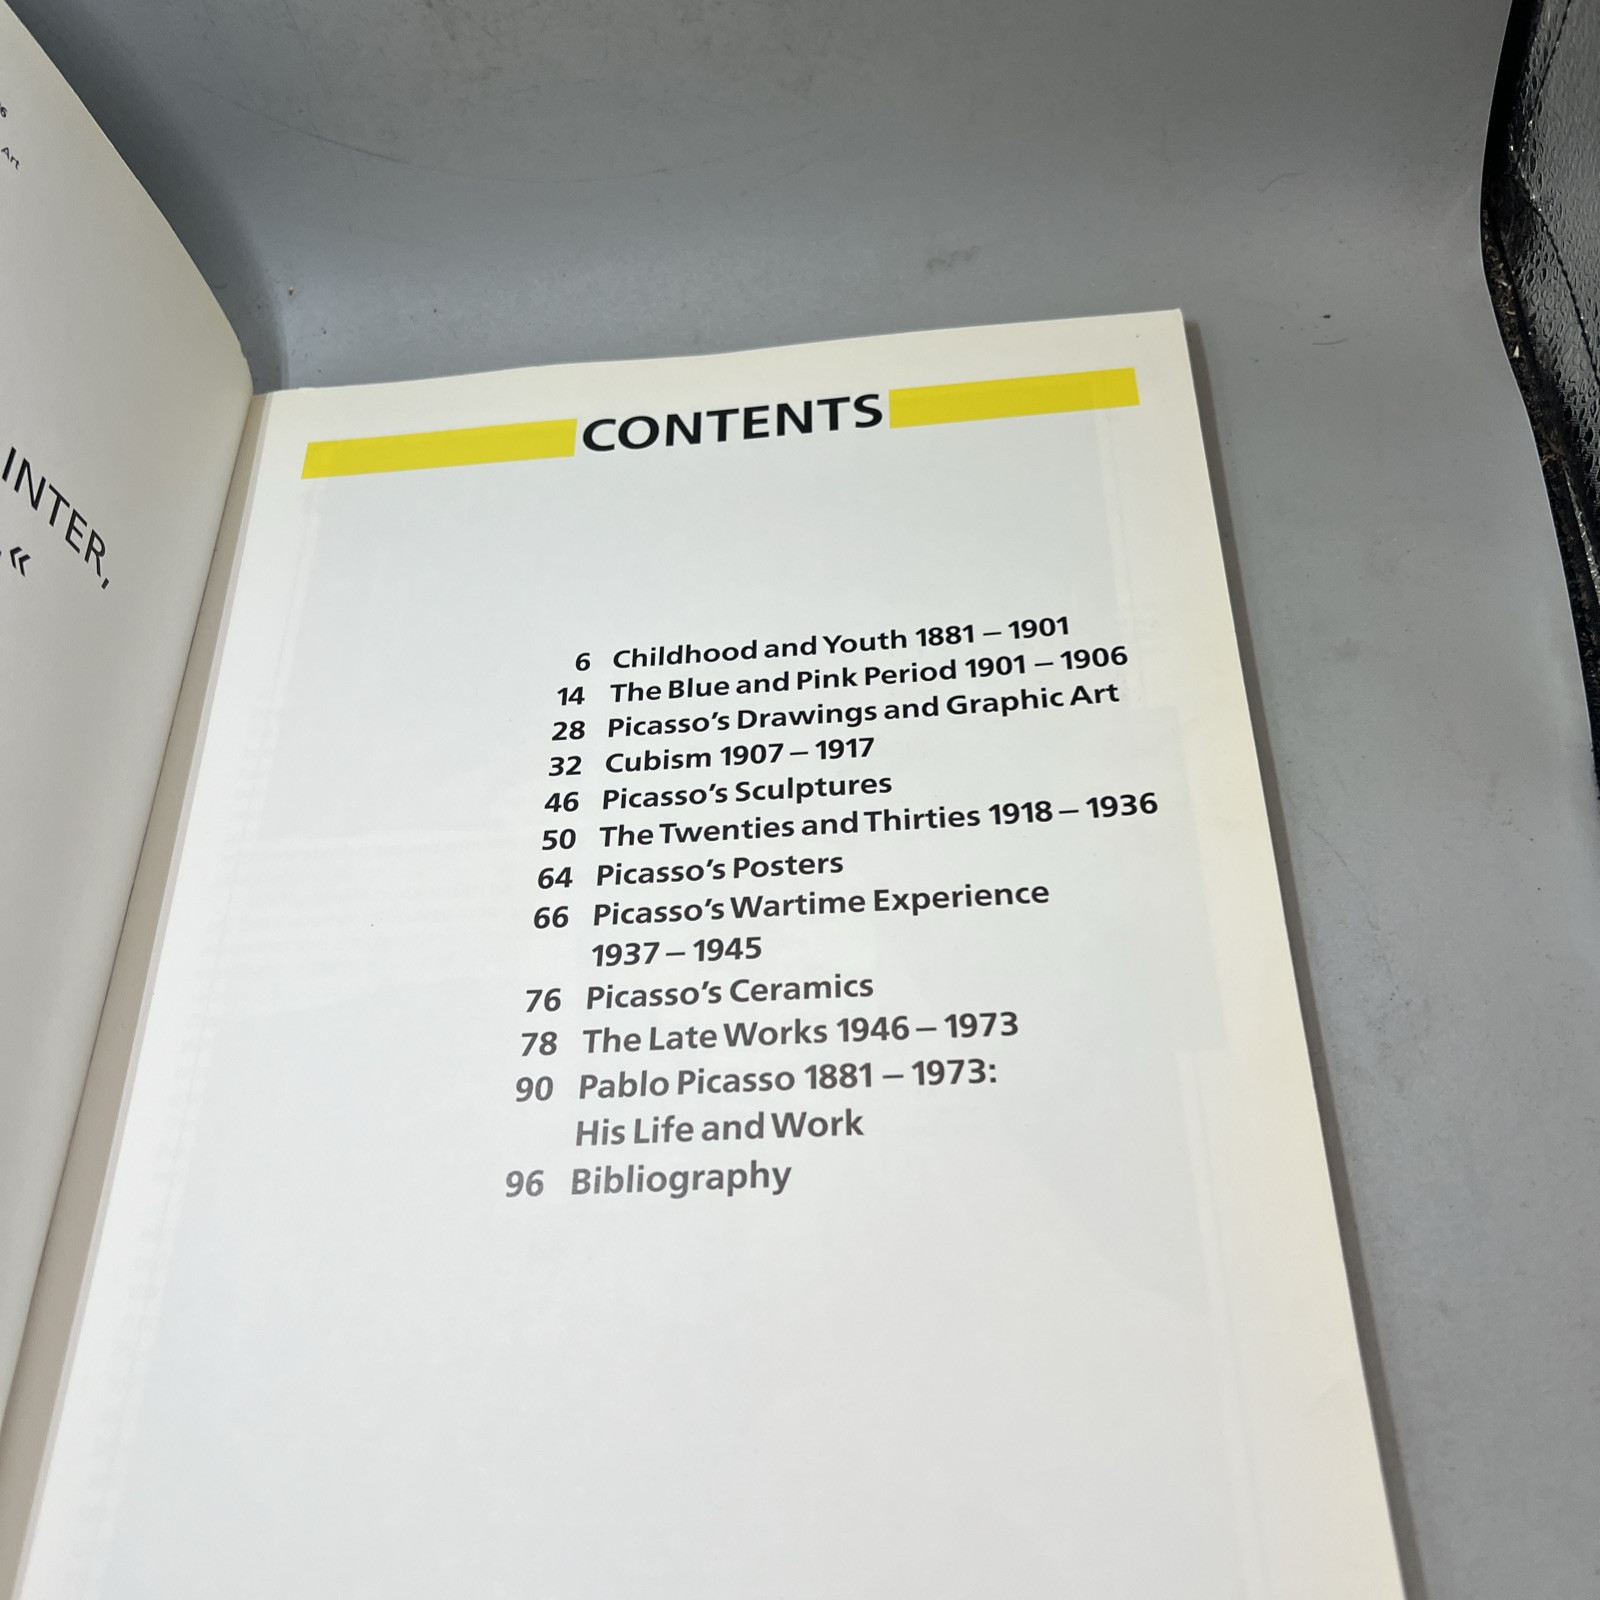 Art
INTER,
«
CONTENTS
6 Childhood and Youth 1881 – 1901
14 The Blue and Pink Period 1901 – 1906
28 Picasso's Drawings and Graphic Art
32 Cubism 1907 – 1917
46 Picasso's Sculptures
50 The Twenties and Thirties 1918 – 1936
64 Picasso's Posters
66 Picasso's Wartime Experience
1937 – 1945
76 Picasso's Ceramics
78 The Late Works 1946 – 1973
90 Pablo Picasso 1881 – 1973:
His Life and Work
96 Bibliography